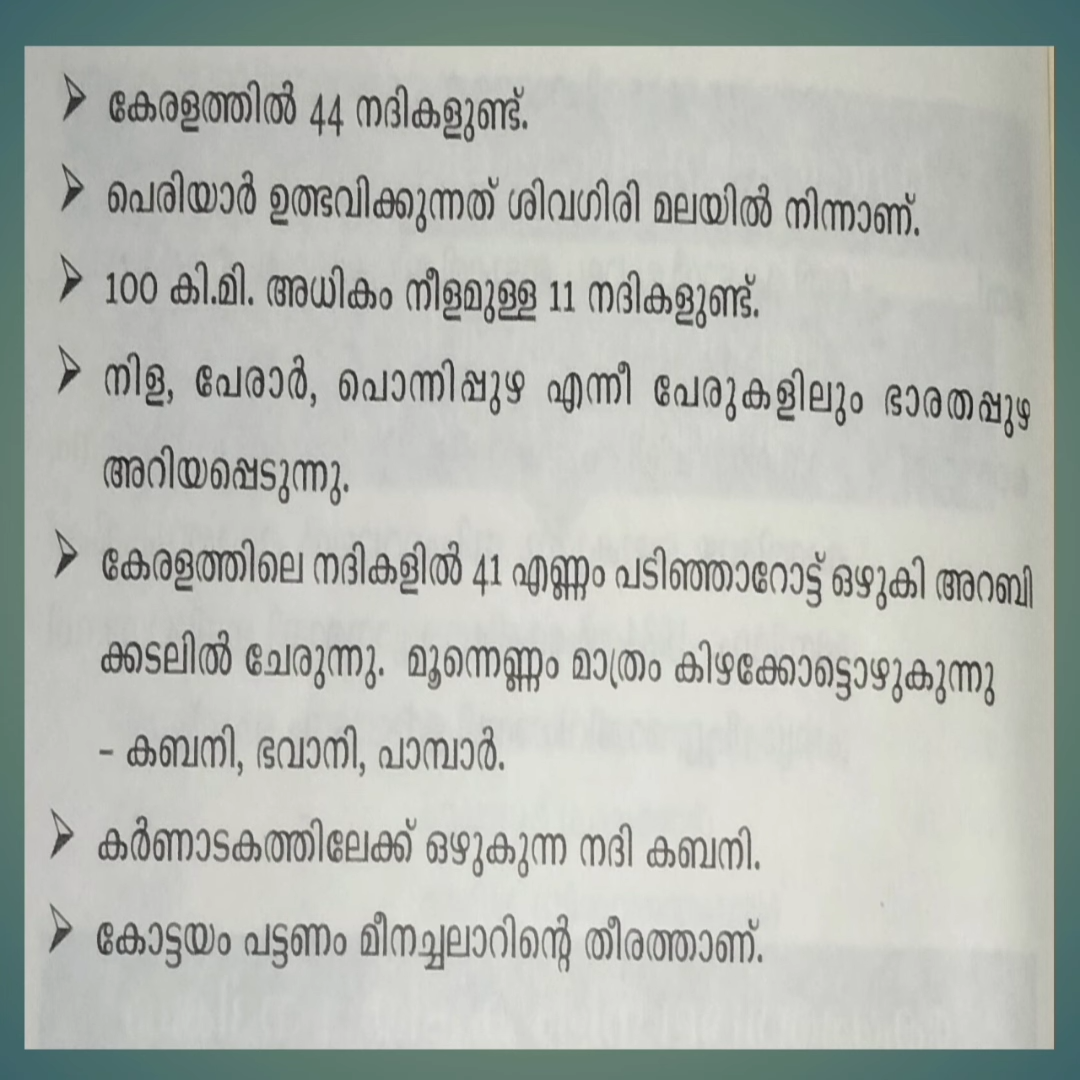 ➤ കേരളത്തിൽ 44 നദികളുണ്ട്.
➤ പെരിയാർ ഉത്ഭവിക്കുന്നത് ശിവഗിരി മലയിൽ നിന്നാണ്.
➤ 100 കി.മി. അധികം നീളമുള്ള 11 നദികളുണ്ട്.
➤ നിള, പേരാർ, പൊന്നിപ്പുഴ എന്നീ പേരുകളിലും ഭാരതപ്പുഴ
അറിയപ്പെടുന്നു.
➤ കേരളത്തിലെ നദികളിൽ 41 എണ്ണം പടിഞ്ഞാറോട്ട് ഒഴുകി അറബി
ക്കടലിൽ ചേരുന്നു. മൂന്നെണ്ണം മാത്രം കിഴക്കോട്ടൊഴുകുന്നു
- കബനി, ഭവാനി, പാമ്പാർ.
➤ കർണാടകത്തിലേക്ക് ഒഴുകുന്ന നദി കബനി.
➤ കോട്ടയം പട്ടണം മീനച്ചലാറിന്റെ തീരത്താണ്.